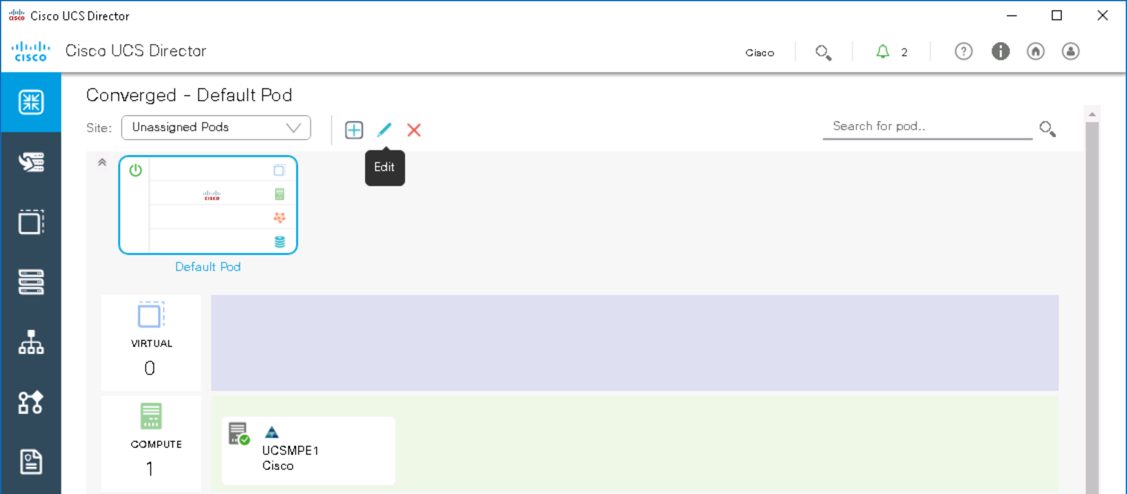 Cisco UCS Director
CISCO Cisco UCS Director Cisco 2 ? i
Converged - Default Pod
Site: Unassigned Pods Search for pod..
Edit
CISCO
Default Pod
VIRTUAL
0
COMPUTE
1
UCSMPE1
Cisco